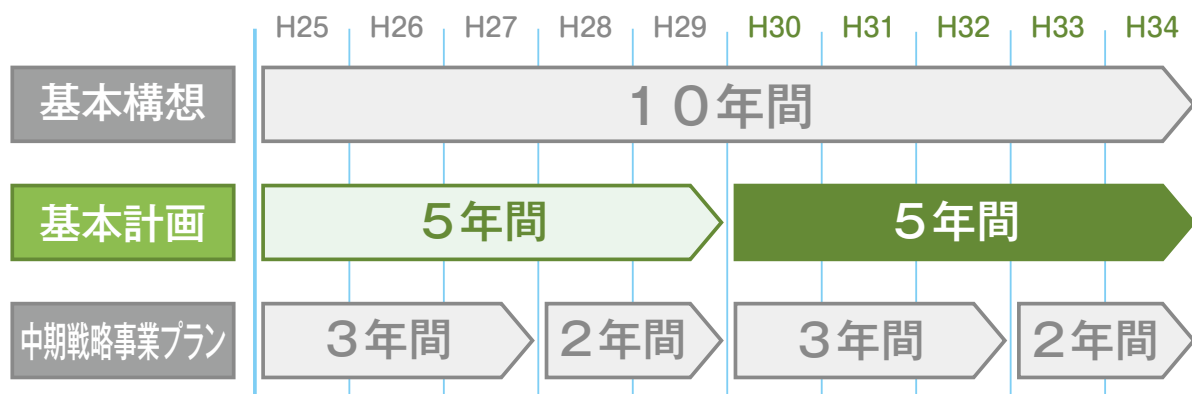 H25 H26 H27 H28 H29 H30 H31 H32 H33 H34
基本構想 10年間
基本計画 5年間 5年間
中期戦略事業プラン 3年間 2年間 3年間 2年間